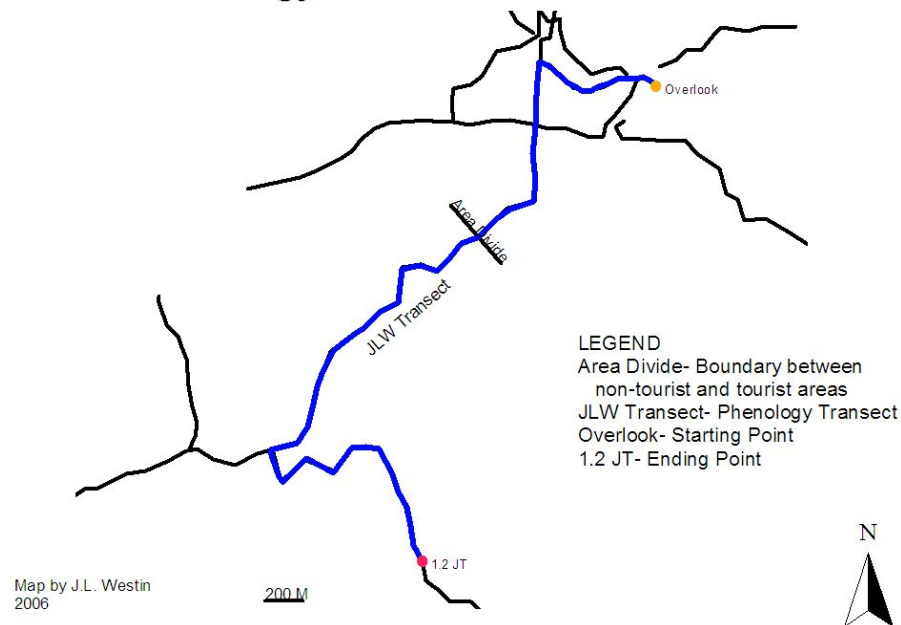 Overlook
Area Divide
JLW Transect
LEGEND
Area Divide- Boundary between
non-tourist and tourist areas
JLW Transect- Phenology Transect
Overlook- Starting Point
1.2 JT- Ending Point
N
1.2 JT
Map by J.L. Westin
2006
200 M